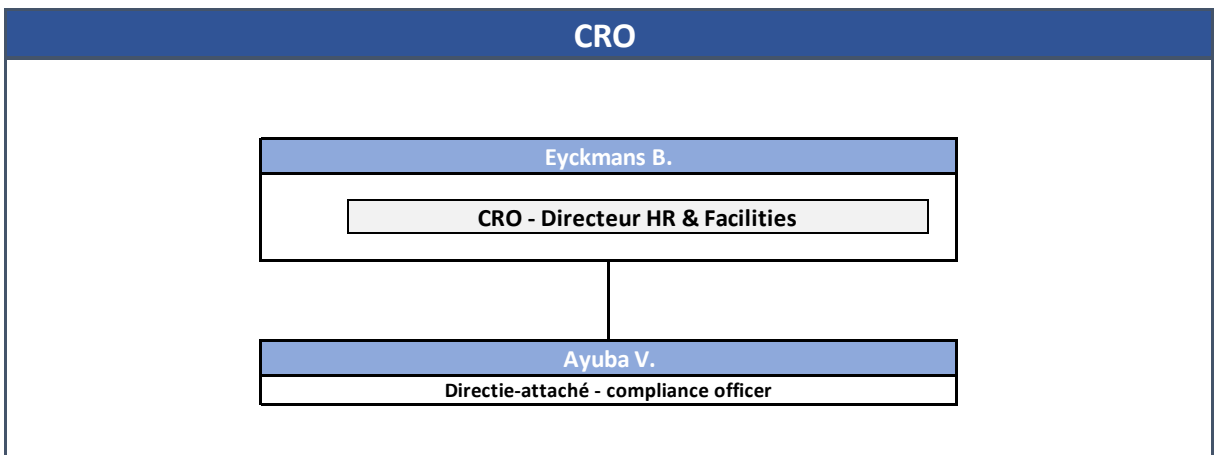 CRO
Eyckmans B.
CRO - Directeur HR & Facilities
Ayuba V.
Directie-attaché - compliance officer